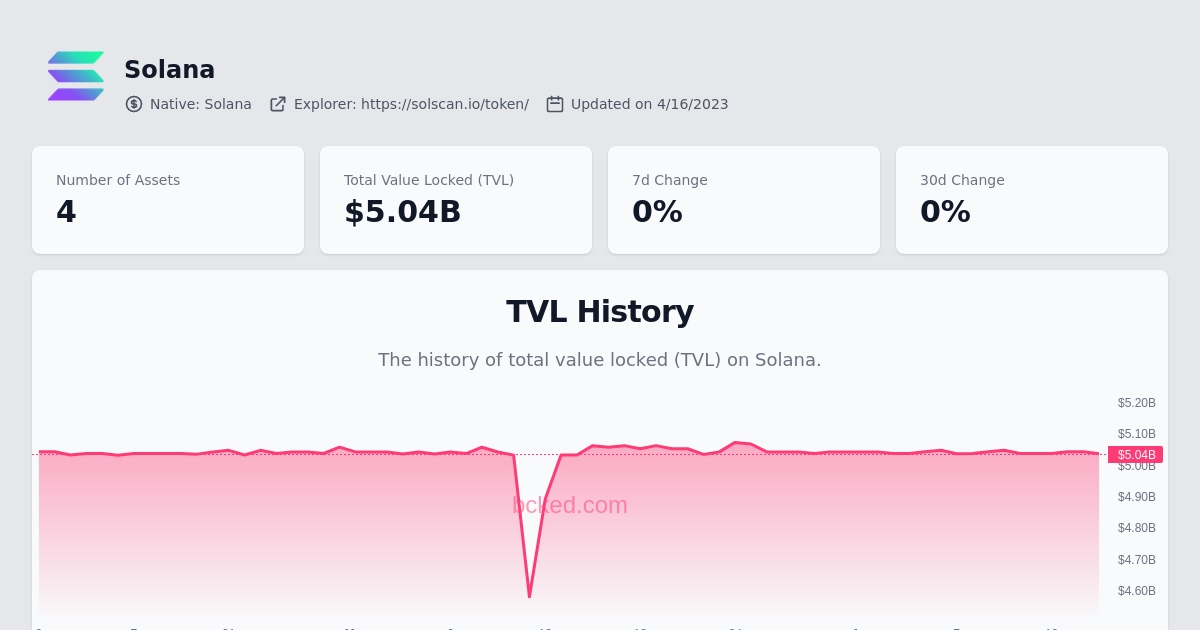 Solana
Native: Solana Explorer: https://solscan.io/token/ Updated on 4/16/2023
Number of Assets
4
Total Value Locked (TVL)
$5.04B
7d Change
0%
30d Change
0%
TVL History
The history of total value locked (TVL) on Solana.
$5.20B
$5.10B
$5.04B
$5.00B
$4.90B
bcked.com
$4.80B
$4.70B
$4.60B